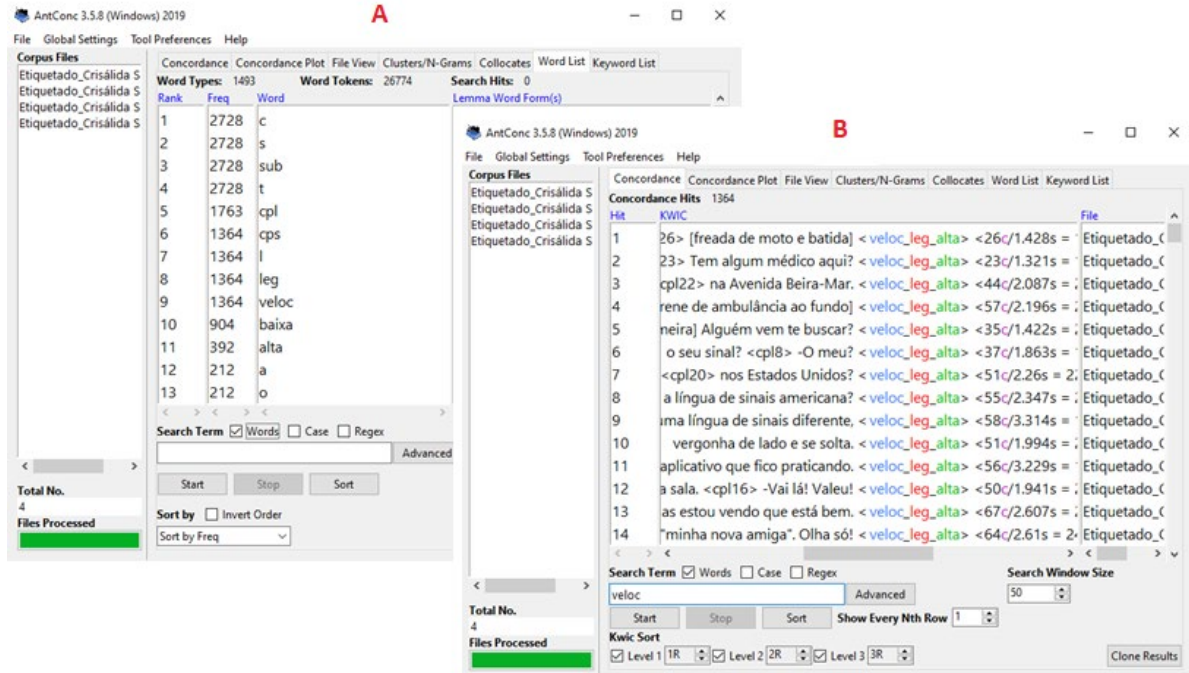 AntConc 3.5.8 (Windows) 2019
A
File Global Settings Tool Preferences Help
Corpus Files
Etiquetado_Crisálida S
Etiquetado_Crisálida S
Etiquetado_Crisálida S
Etiquetado_Crisálida S
Concordance Concordance Plot File View Clusters/N-Grams Collocates Word List Keyword List
Word Types: 1493 Word Tokens: 26774 Search Hits: 0
Rank Freq Word Lemma Word Form(s)
1 2728 c
2 2728 s
3 2728 sub
4 2728 t
5 1763 cpl
6 1364 cps
7 1364 l
8 1364 leg
9 1364 veloc
10 904 baixa
11 392 alta
12 212 a
13 212 o
Search Term Words Case Regex
Advanced
Start Stop Sort
Sort by Invert Order
Sort by Freq
Total No.
4
Files Processed
AntConc 3.5.8 (Windows) 2019
B
File Global Settings Tool Preferences Help
Corpus Files
Etiquetado_Crisálida S
Etiquetado_Crisálida S
Etiquetado_Crisálida S
Etiquetado_Crisálida S
Concordance Concordance Plot File View Clusters/N-Grams Collocates Word List Keyword List
Concordance Hits 1364
Hit KWIC File
1 26> [freada de moto e batida] < veloc_leg_alta> <26c/1.428s = Etiquetado_C
2 23> Tem algum médico aqui? < veloc_leg_alta> <23c/1.321s = Etiquetado_C
3 cpl22> na Avenida Beira-Mar. < veloc_leg_alta> <44c/2.087s = Etiquetado_C
4 rene de ambulância ao fundo] < veloc_leg_alta> <57c/2.196s = Etiquetado_C
5 neira] Alguém vem te buscar? < veloc_leg_alta> <35c/1.422s = Etiquetado_C
6 o seu sinal? <cpl8> -O meu? < veloc_leg_alta> <37c/1.863s = Etiquetado_C
7 <cpl20> nos Estados Unidos? < veloc_leg_alta> <51c/2.26s = 22 Etiquetado_C
8 a língua de sinais americana? < veloc_leg_alta> <55c/2.347s = Etiquetado_C
9 uma língua de sinais diferente, < veloc_leg_alta> <58c/3.314s = Etiquetado_C
10 vergonha de lado e se solta. < veloc_leg_alta> <51c/1.994s = Etiquetado_C
11 aplicativo que fico praticando. < veloc_leg_alta> <56c/3.229s = Etiquetado_C
12 a sala. <cpl16> -Vai lá! Valeu! < veloc_leg_alta> <50c/1.941s = Etiquetado_C
13 as estou vendo que está bem. < veloc_leg_alta> <67c/2.607s = Etiquetado_C
14 "minha nova amiga". Olha só! < veloc_leg_alta> <64c/2.61s = 24 Etiquetado_C
Search Term Words Case Regex Search Window Size
veloc Advanced 50
Start Stop Sort Show Every Nth Row 1
Kwic Sort
Level 1 1R Level 2 2R Level 3 3R Clone Results
Total No.
4
Files Processed